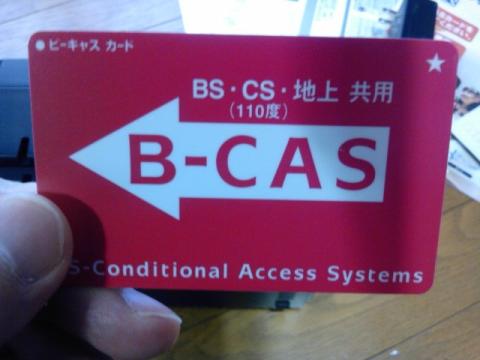 ● ビーキャス カード
★
BS・CS・地上 共用
(110度)
B-CAS
S-Conditional Access Systems